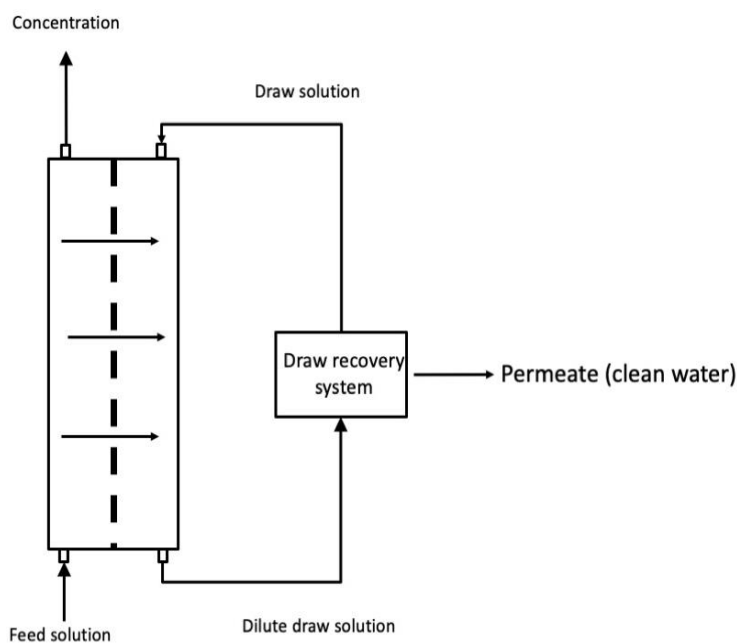 Concentration
Draw solution
Draw recovery
system
Permeate (clean water)
Feed solution
Dilute draw solution